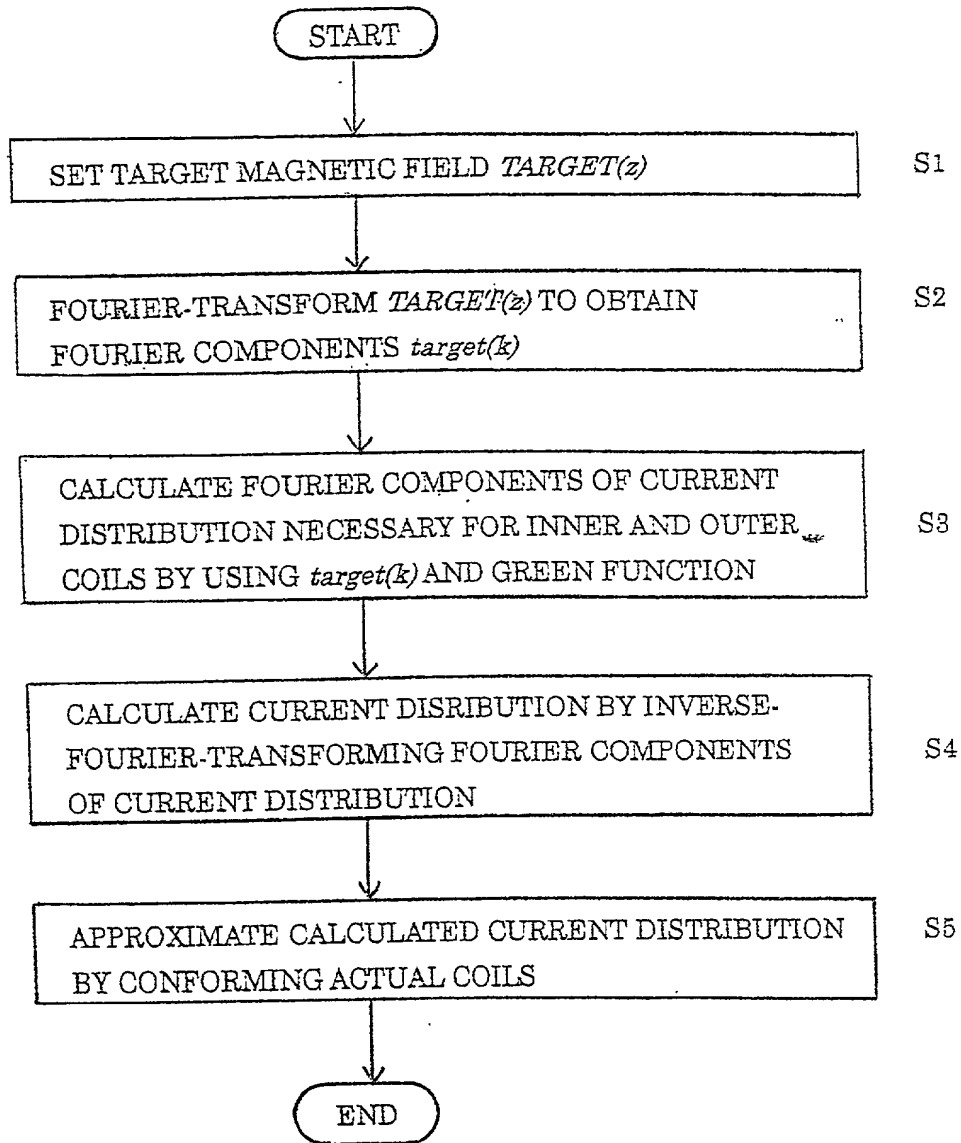 START
SET TARGET MAGNETIC FIELD TARGET(z)
S1
FOURIER-TRANSFORM TARGET(z) TO OBTAIN
FOURIER COMPONENTS target(k)
S2
CALCULATE FOURIER COMPONENTS OF CURRENT
DISTRIBUTION NECESSARY FOR INNER AND OUTER
COILS BY USING target(k) AND GREEN FUNCTION
S3
CALCULATE CURRENT DISRIBUTION BY INVERSE-
FOURIER-TRANSFORMING FOURIER COMPONENTS
OF CURRENT DISTRIBUTION
S4
APPROXIMATE CALCULATED CURRENT DISTRIBUTION
BY CONFORMING ACTUAL COILS
S5
END